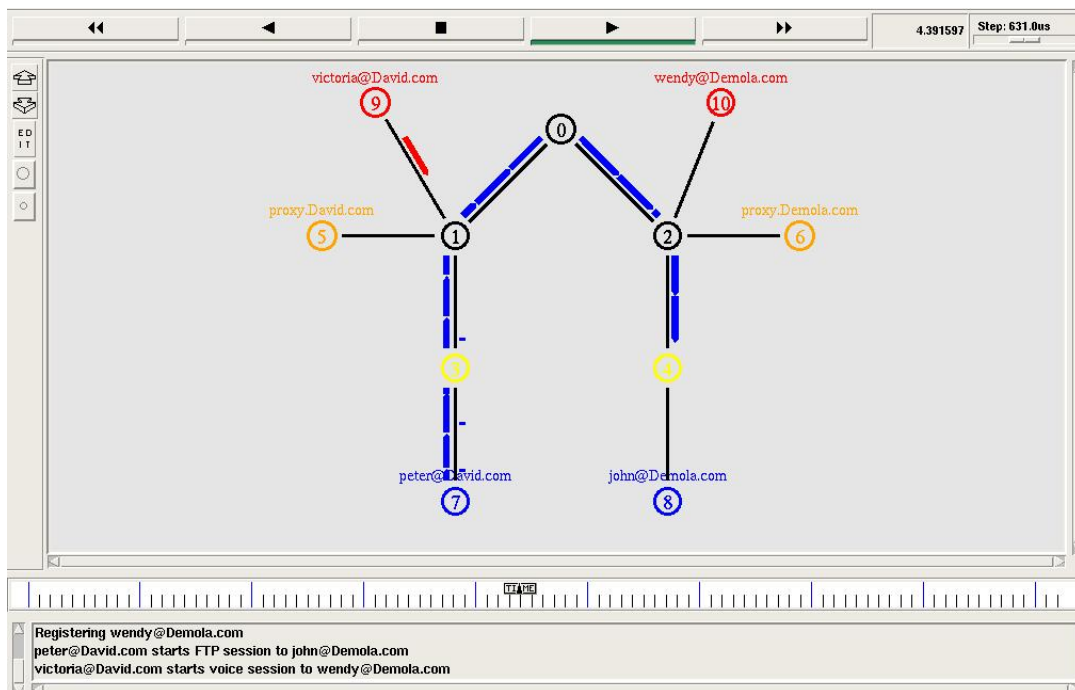 4.391597
Step: 631.0us
E D
I T
victoria@David.com
wendy@Demola.com
9
10
0
proxy.David.com
proxy.Demola.com
5
1
2
6
3
4
peter@David.com
john@Demola.com
7
8
TIME
Registering wendy@Demola.com
peter@David.com starts FTP session to john@Demola.com
victoria@David.com starts voice session to wendy@Demola.com